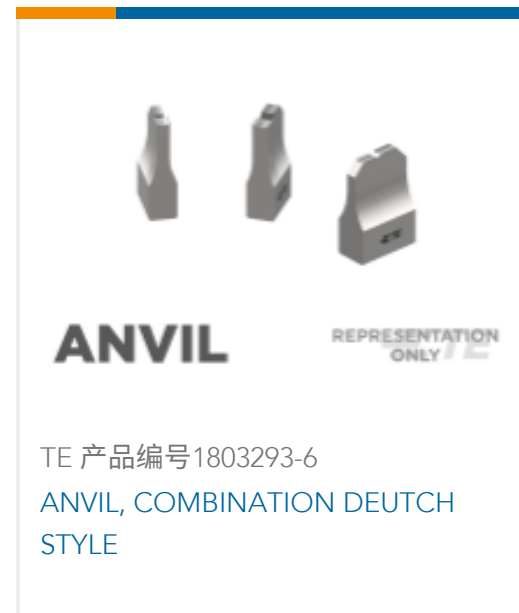 ANVIL
REPRESENTATION
ONLY TE
TE 产品编号1803293-6
ANVIL, COMBINATION DEUTCH
STYLE